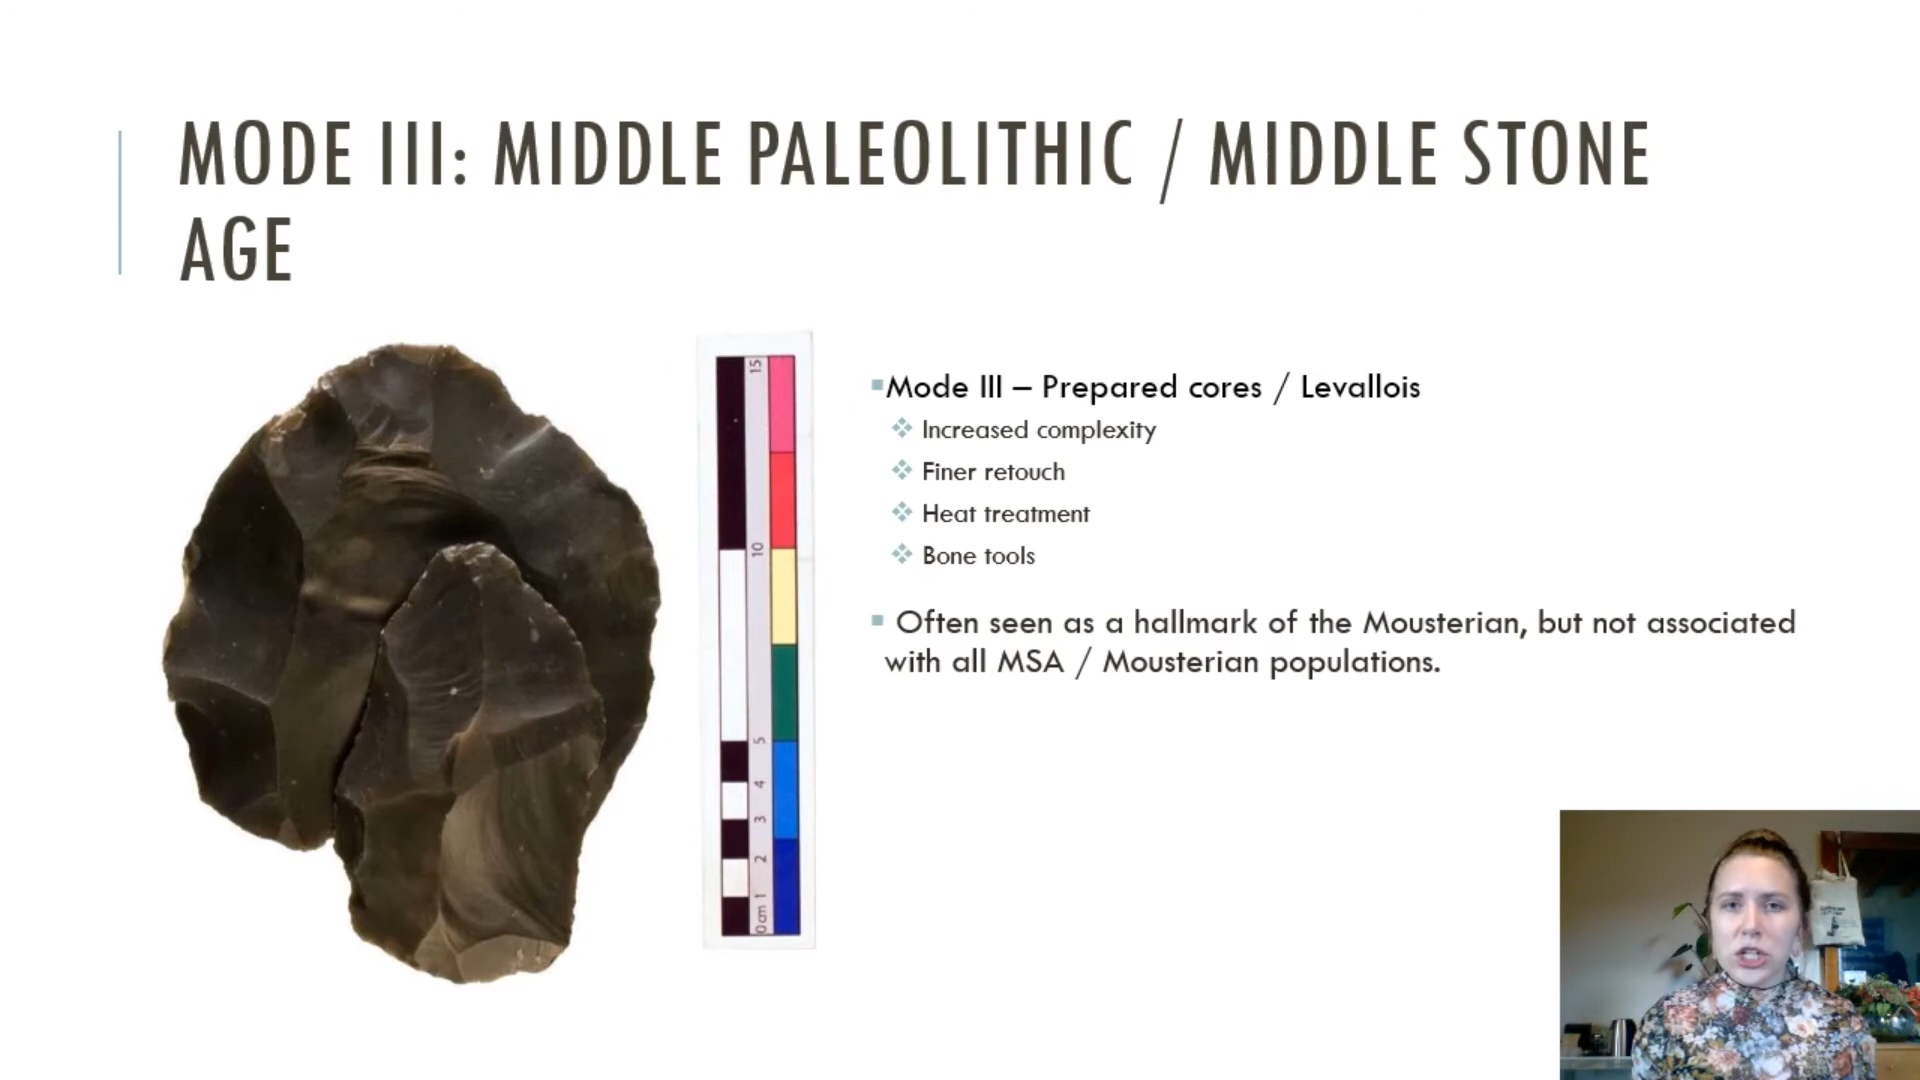 MODE III: MIDDLE PALEOLITHIC / MIDDLE STONE
AGE
Mode III – Prepared cores / Levallois
Increased complexity
Finer retouch
Heat treatment
Bone tools
Often seen as a hallmark of the Mousterian, but not associated
with all MSA / Mousterian populations.
15
10
5
4
3
2
1
0 cm